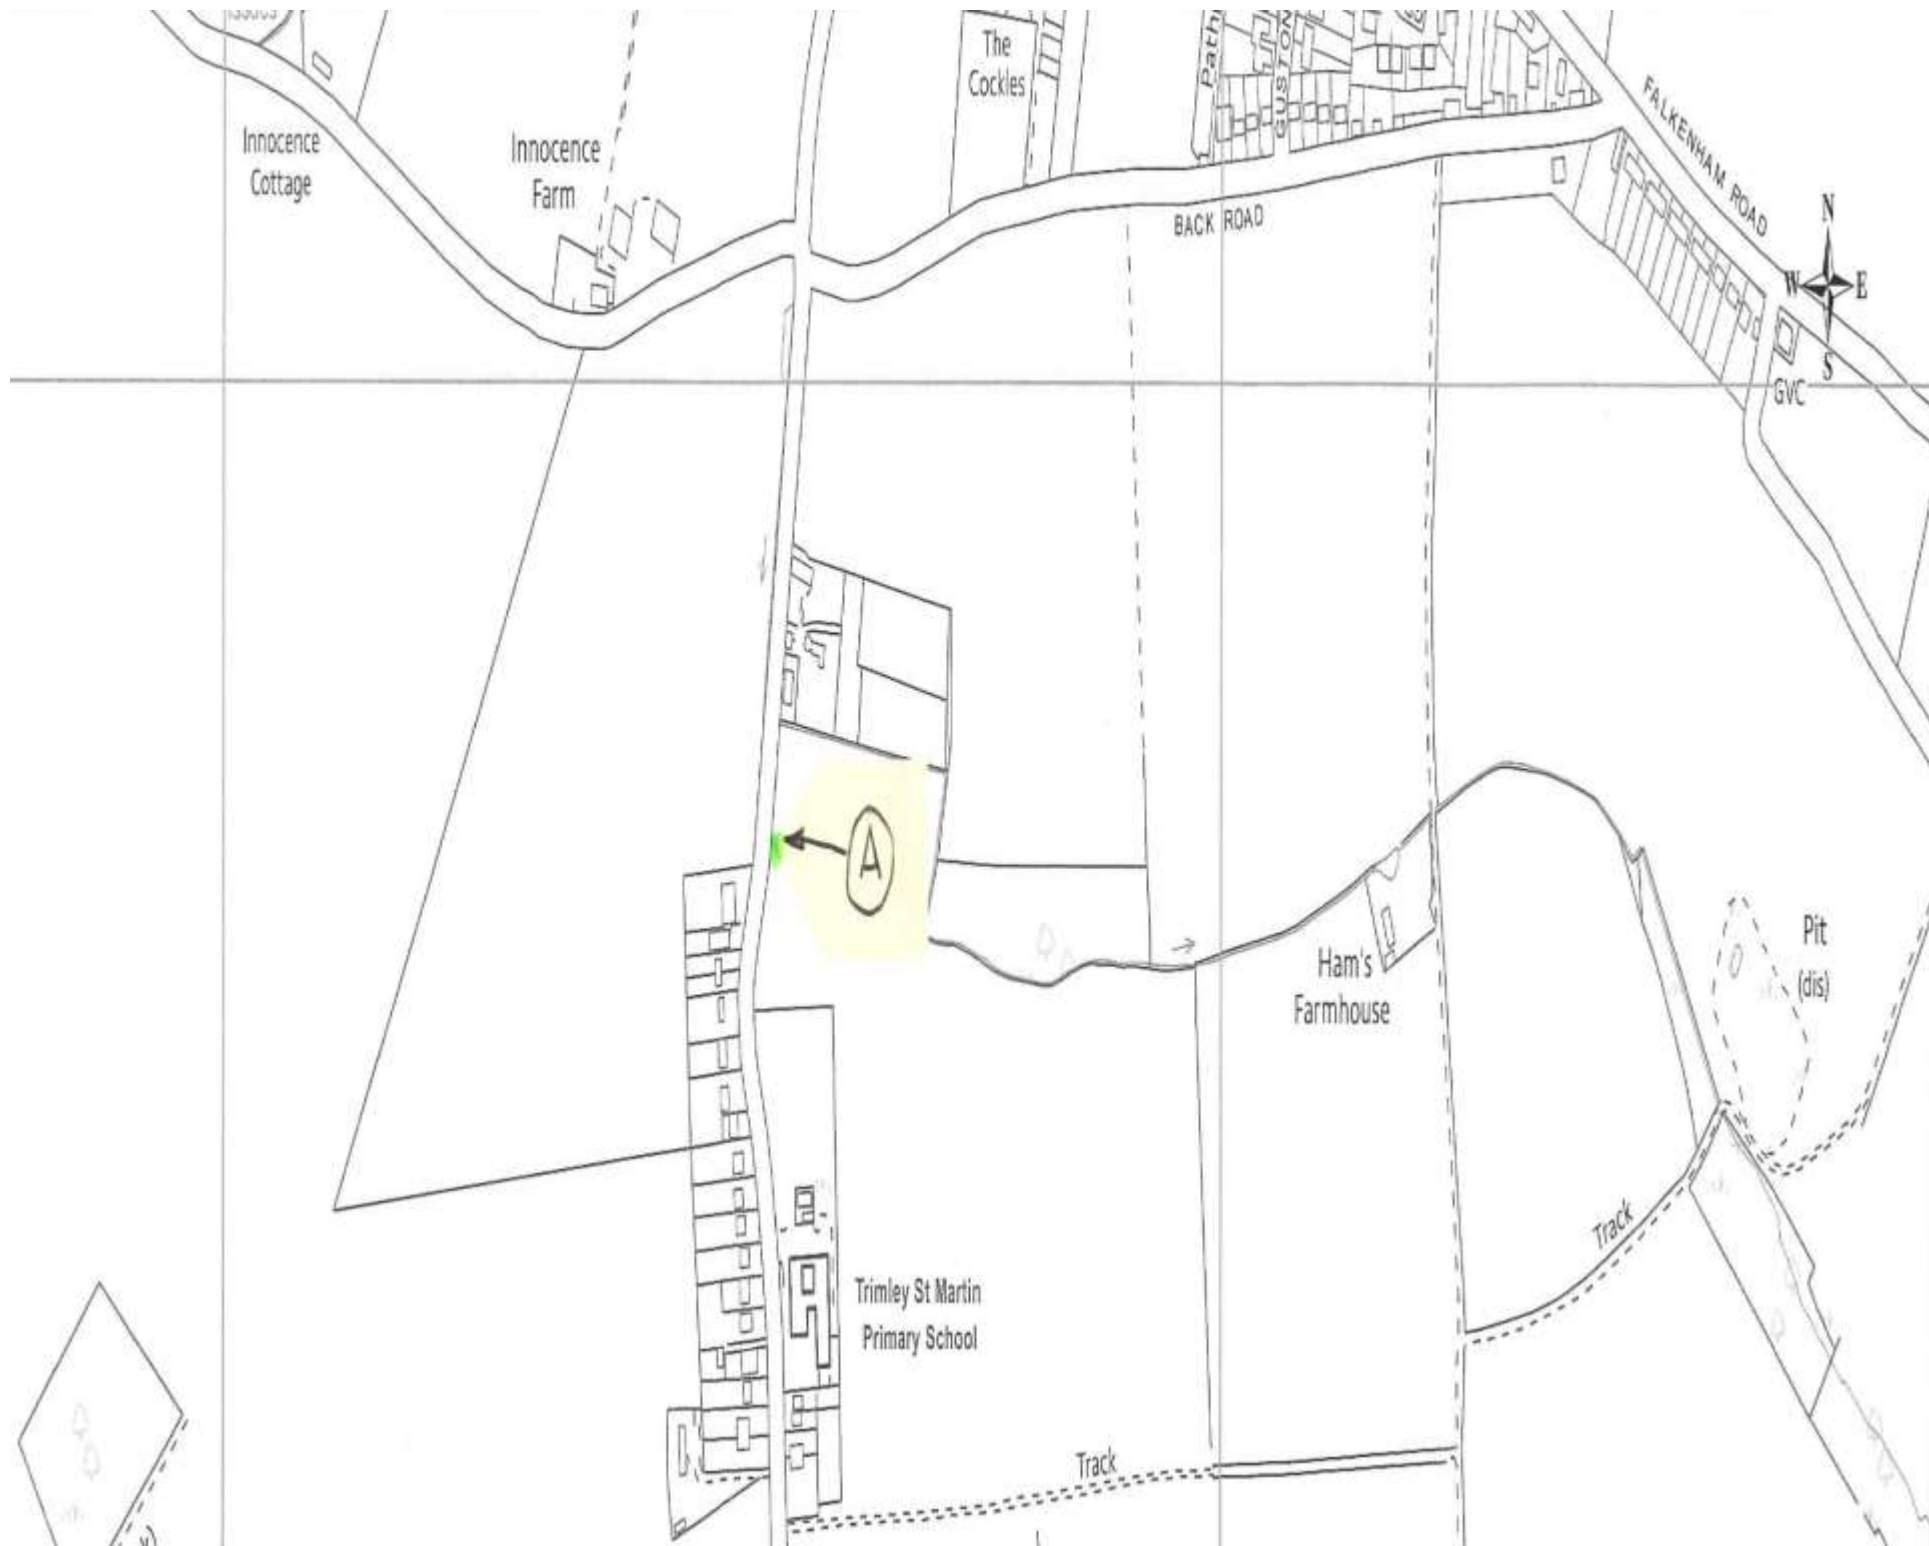 The
Cockles
Path
GUSTON
FALKENHAM ROAD
Innocence
Cottage
Innocence
Farm
BACK ROAD
N
W
E
S
GVC
A
Ham's
Farmhouse
Pit
(dis)
Track
Trimley St Martin
Primary School
Track